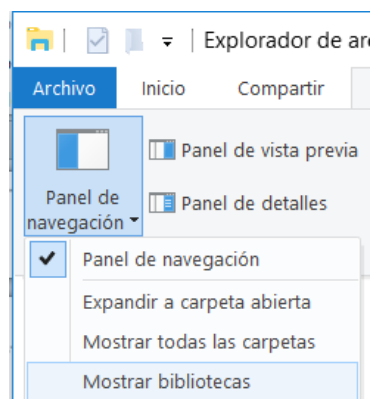 Explorador de arc
Archivo Inicio Compartir
Panel de navegación
Panel de vista previa
Panel de detalles
Panel de navegación
Expandir a carpeta abierta
Mostrar todas las carpetas
Mostrar bibliotecas